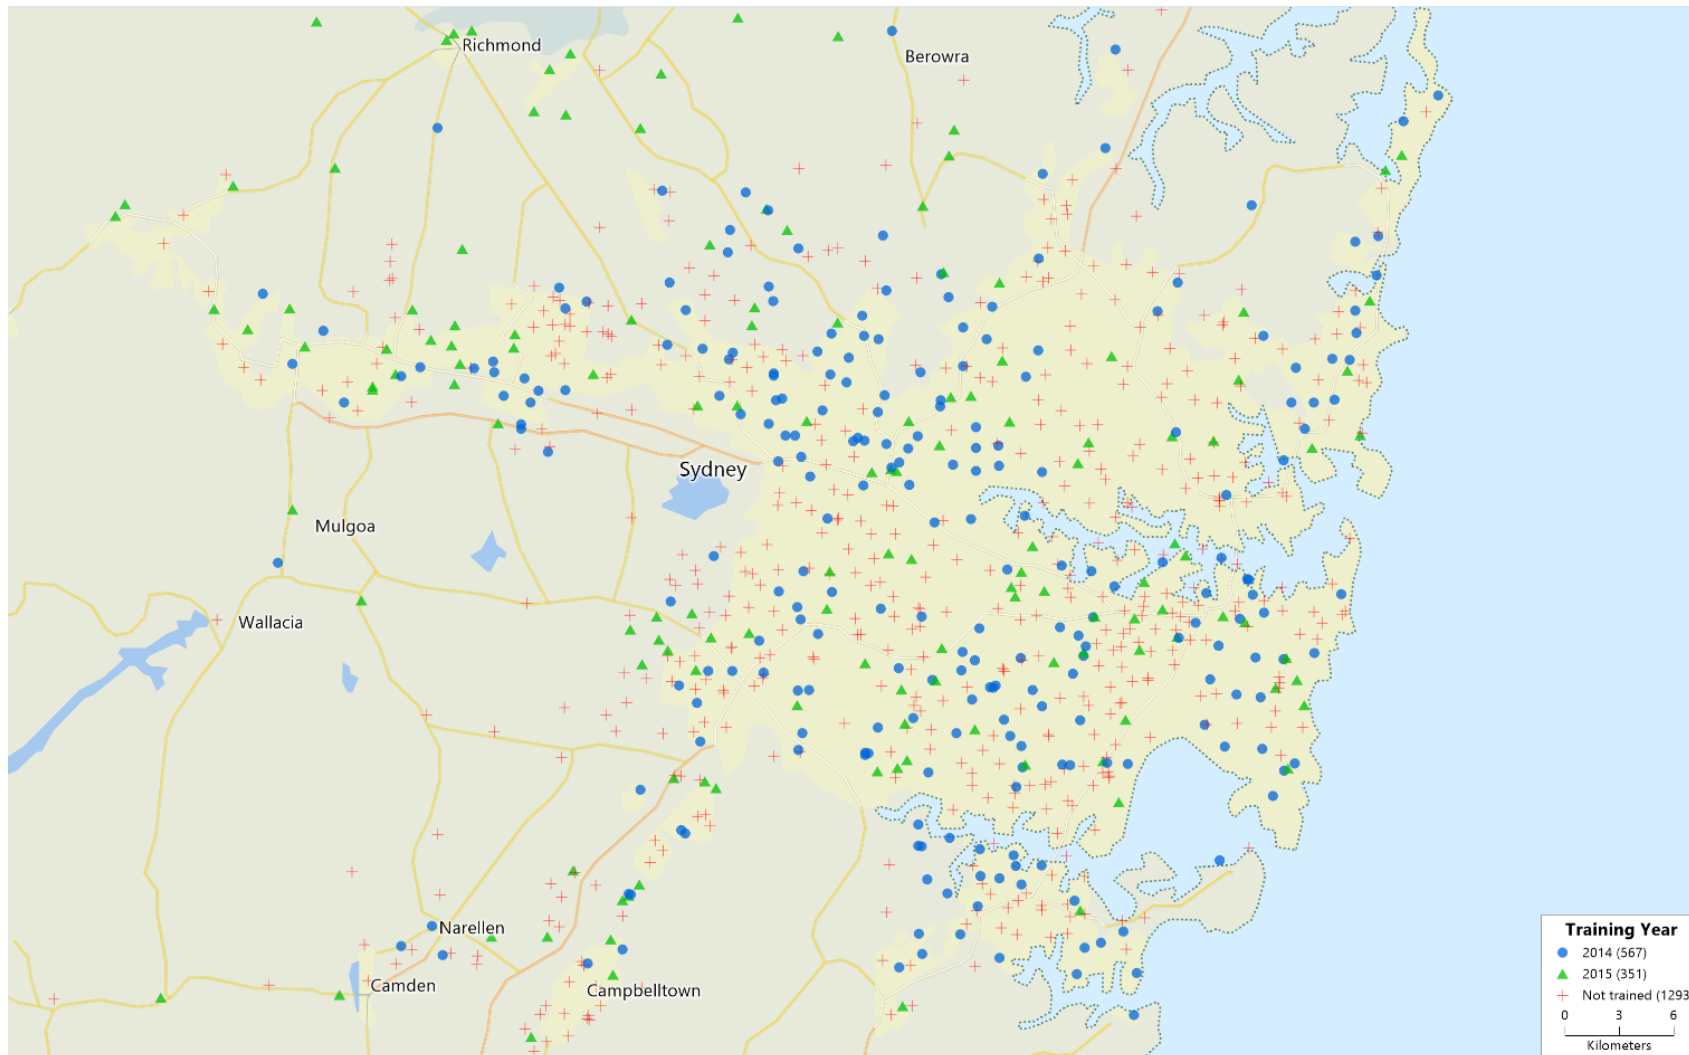 Richmond
Berowra
Sydney
Mulgoa
Wallacia
Narellen
Camden
Campbelltown
Training Year
2014 (567)
2015 (351)
Not trained (1293
0 3 6
Kilometers